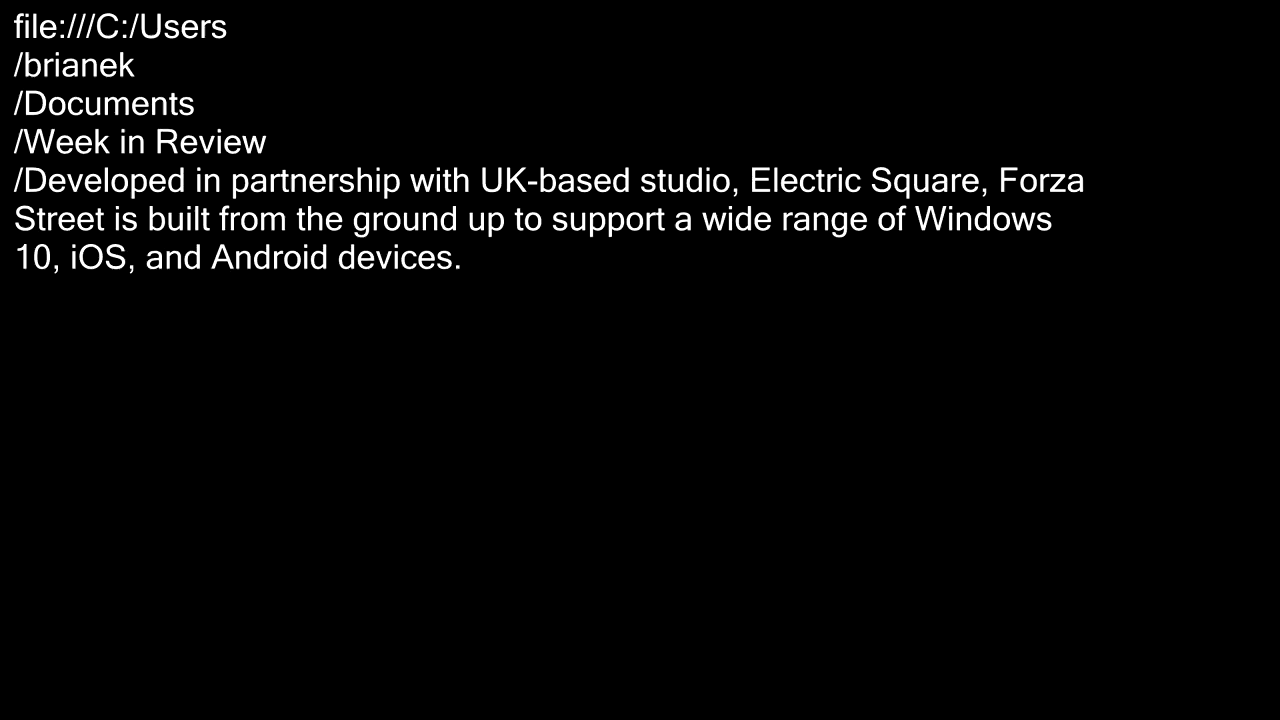 file:///C:/Users
/brianek
/Documents
/Week in Review
/Developed in partnership with UK-based studio, Electric Square, Forza
Street is built from the ground up to support a wide range of Windows
10, iOS, and Android devices.